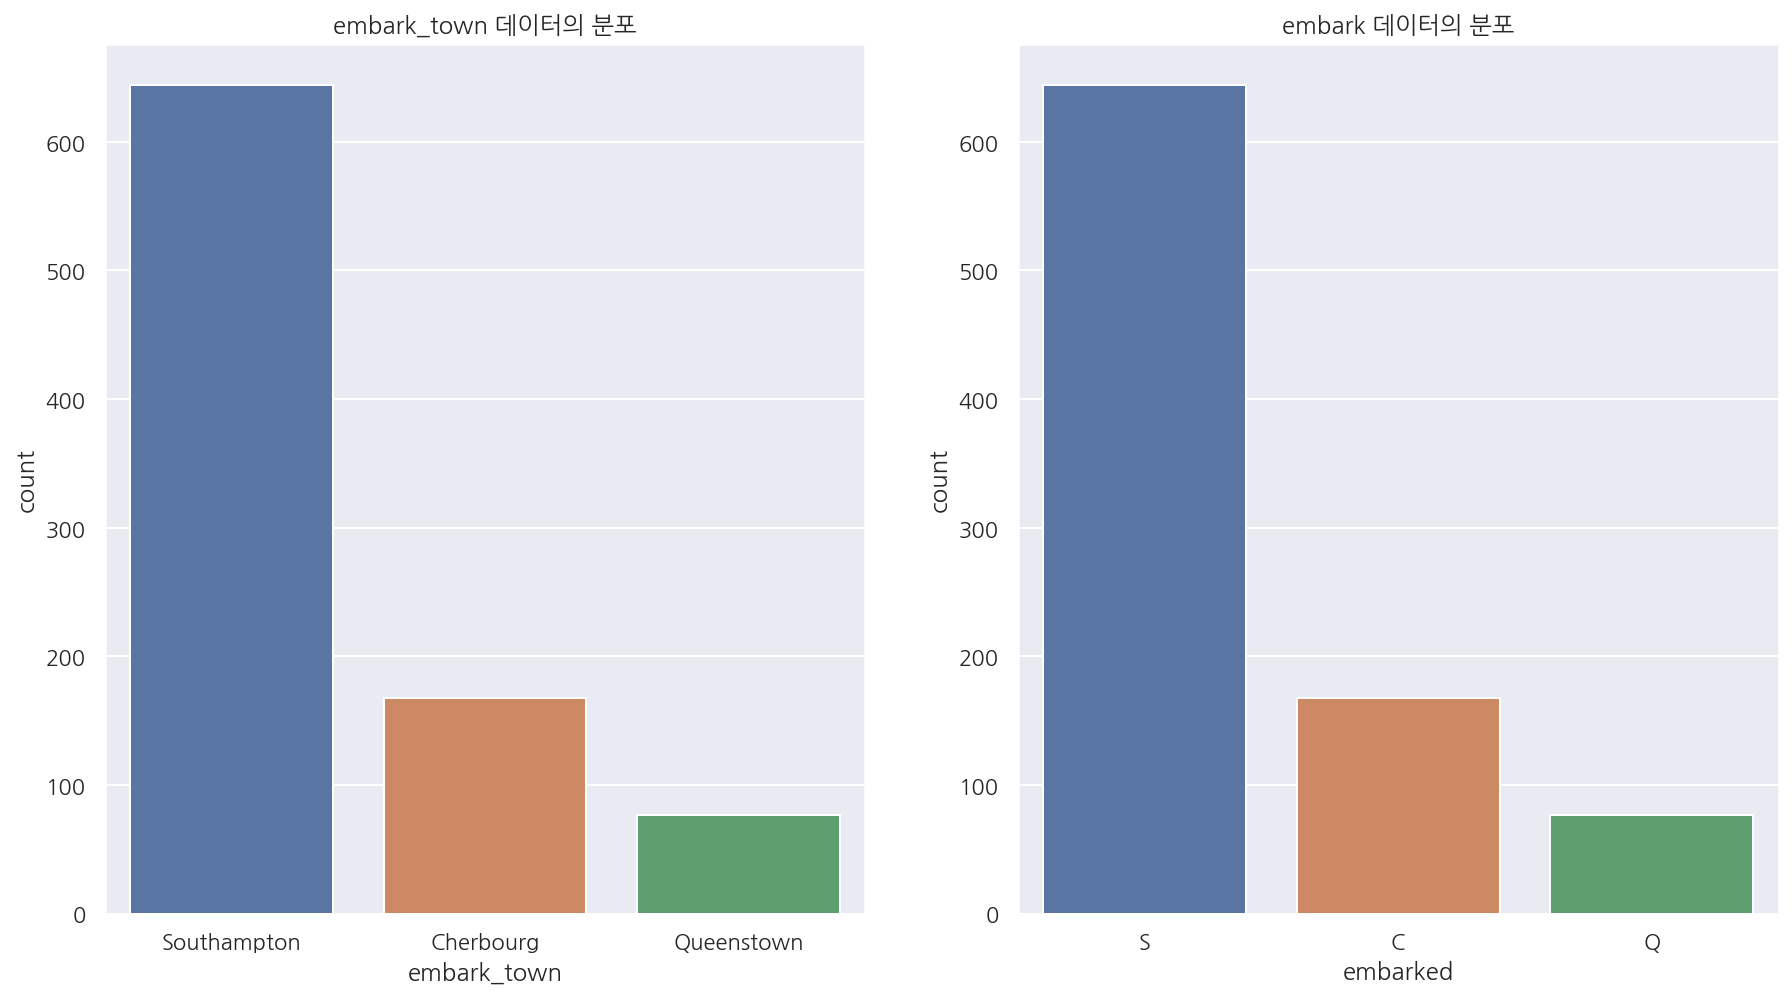 embark_town 데이터의 분포
600
500
400
300
200
100
0
count
Southampton Cherbourg Queenstown
embark_town
embark 데이터의 분포
600
500
400
300
200
100
0
count
S C Q
embarked